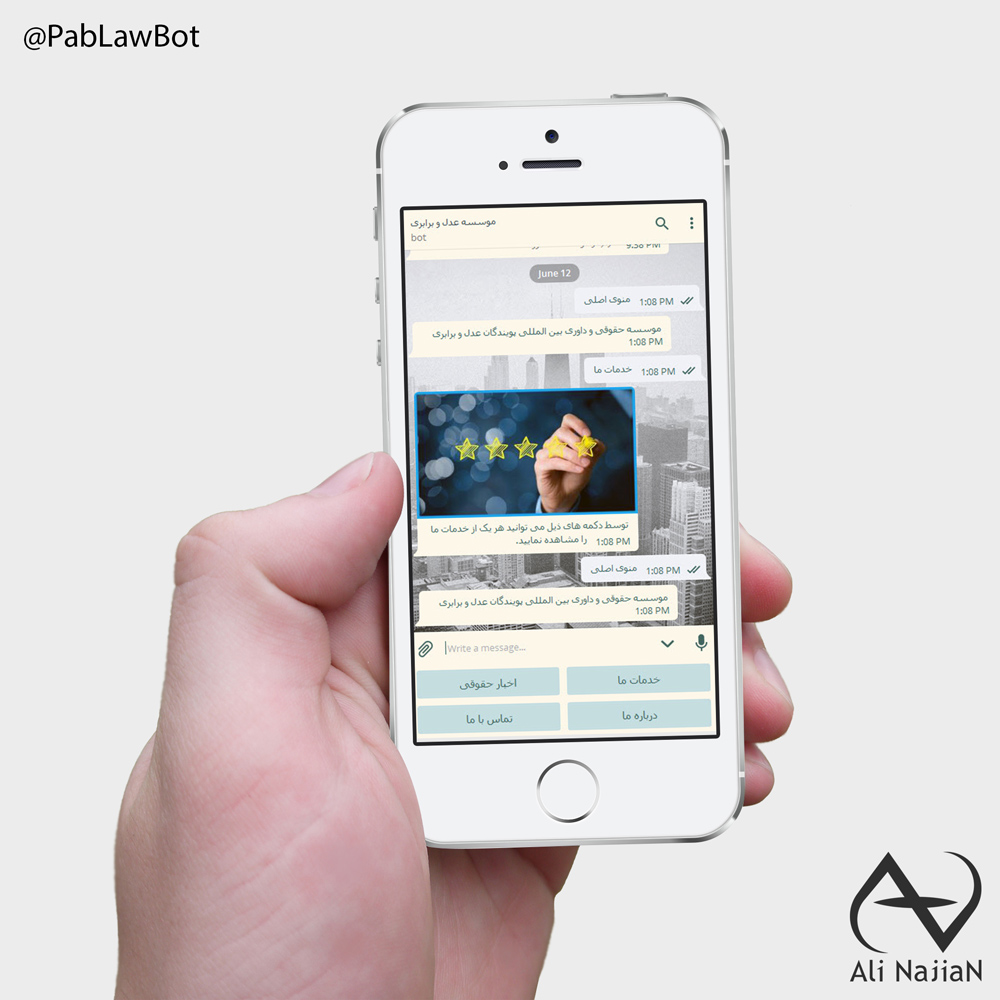 @PabLawBot
موسسه عدل و برابری
bot
9:38 PM
June 12
منوی اصلی 1:08 PM
موسسه حقوقی و داوری بین المللی پویندگان عدل و برابری
1:08 PM
خدمات ما 1:08 PM
توسط دکمه های ذیل می توانید هر یک از خدمات ما
را مشاهده نمایید. 1:08 PM
منوی اصلی 1:08 PM
موسسه حقوقی و داوری بین المللی پویندگان عدل و برابری
1:08 PM
Write a message...
خدمات ما
اخبار حقوقی
درباره ما
تماس با ما
Ali NajiaN